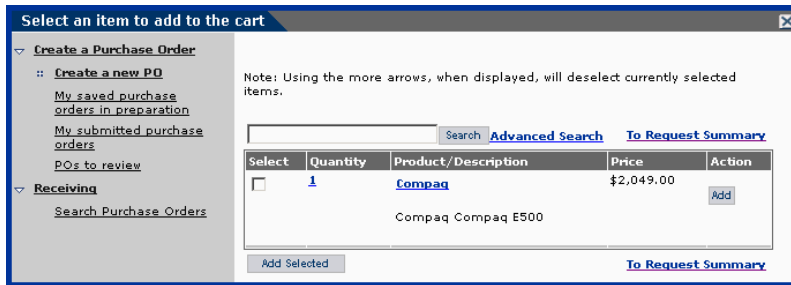 Select an item to add to the cart
Create a Purchase Order
Create a new PO
My saved purchase
orders in preparation
My submitted purchase
orders
POs to review
Receiving
Search Purchase Orders
Note: Using the more arrows, when displayed, will deselect currently selected
items.
Search Advanced Search To Request Summary
Select Quantity Product/Description Price Action
1 Compaq $2,049.00 Add
Compaq Compaq E500
Add Selected To Request Summary